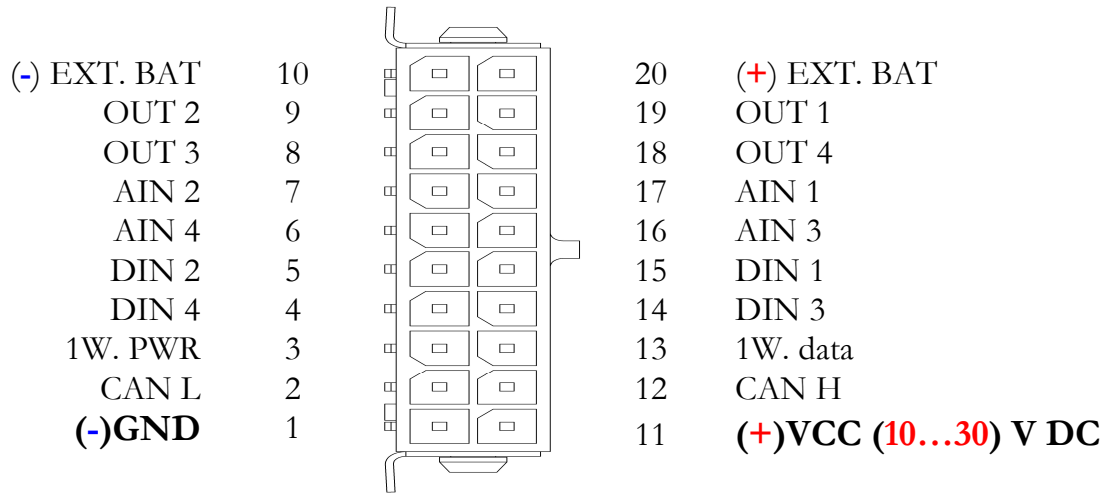 (-) EXT. BAT 10 20 (+) EXT. BAT
OUT 2 9 19 OUT 1
OUT 3 8 18 OUT 4
AIN 2 7 17 AIN 1
AIN 4 6 16 AIN 3
DIN 2 5 15 DIN 1
DIN 4 4 14 DIN 3
1W. PWR 3 13 1W. data
CAN L 2 12 CAN H
(-)GND 1 11 (+)VCC (10...30) V DC